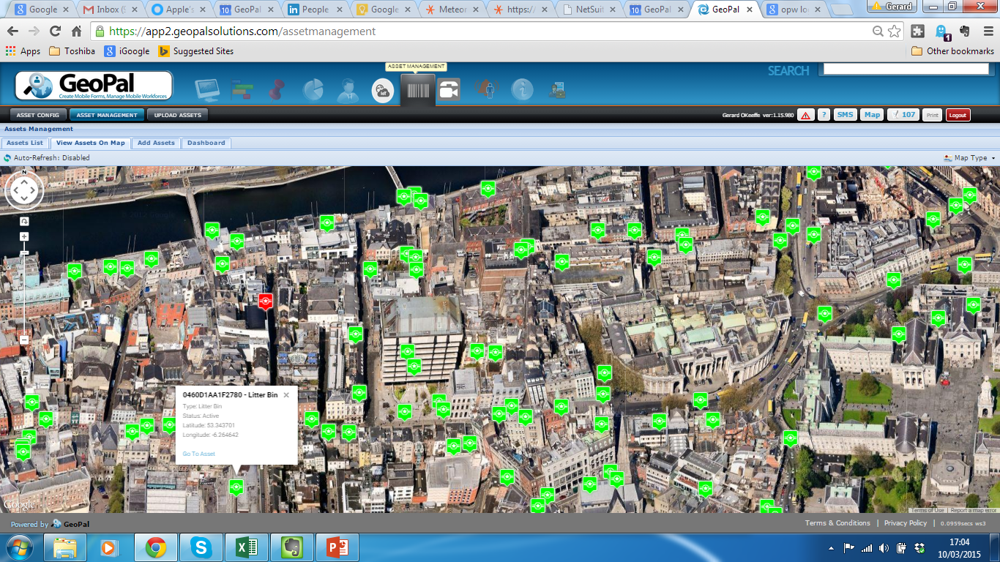 Google
Inbox (9
Apple's
GeoPal
People
Google
Meteor
https:/
NetSuit
GeoPal
GeoPal
opw lo
Gerard
https://app2.geopalsolutions.com/assetmanagement
1
Apps
Toshiba
iGoogle
Suggested Sites
Other bookmarks
ASSET MANAGEMENT
SEARCH
GeoPal
Create Mobile Forms, Manage Mobile Workforces
ASSET CONFIG
ASSET MANAGEMENT
UPLOAD ASSETS
Gerard OKeeffe ver:1.15.980
?
SMS
Map
107
Print
Logout
Assets Management
Assets List
View Assets On Map
Add Assets
Dashboard
Auto-Refresh: Disabled
Map Type
N
0460D1AA1F2780 - Litter Bin
Type: Litter Bin
Status: Active
Latitude: 53.343701
Longitude: -6.264642
Go To Asset
Google
Terms of Use | Report a map error
Powered by GeoPal
Terms & Conditions | Privacy Policy | 0.0959secs ws3
17:04
10/03/2015